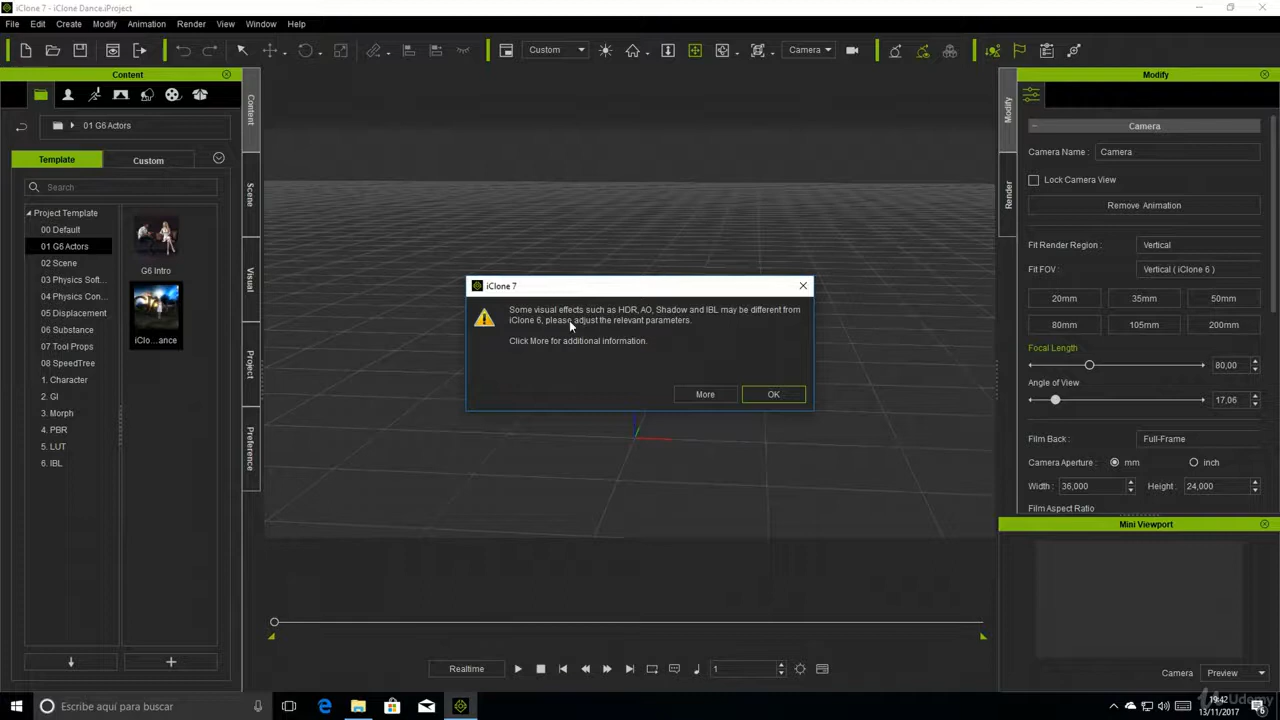 iClone 7 - iClone Dance.iProject
File Edit Create Modify Animation Render View Window Help
Custom
Camera
Content
01 G6 Actors
Template
Custom
Search
Project Template
00 Default
01 G6 Actors
02 Scene
03 Physics Soft...
04 Physics Con...
05 Displacement
06 Substance
07 Tool Props
08 SpeedTree
1. Character
2. GI
3. Morph
4. PBR
5. LUT
6. IBL
G6 Intro
iClo...ance
Content
Scene
Visual
Project
Preference
iClone 7
Some visual effects such as HDR, AO, Shadow and IBL may be different from
iClone 6, please adjust the relevant parameters.
Click More for additional information.
More
OK
Realtime
1
Modify
Render
Modify
Camera
Camera Name :
Camera
Lock Camera View
Remove Animation
Fit Render Region :
Vertical
Fit FOV :
Vertical ( iClone 6 )
20mm 35mm 50mm
80mm 105mm 200mm
Focal Length
80,00
Angle of View
17,06
Film Back :
Full-Frame
Camera Aperture :
mm
inch
Width :
36,000
Height :
24,000
Film Aspect Ratio
Mini Viewport
Camera
Preview
Escribe aquí para buscar
19:42
13/11/2017
6
Udemy